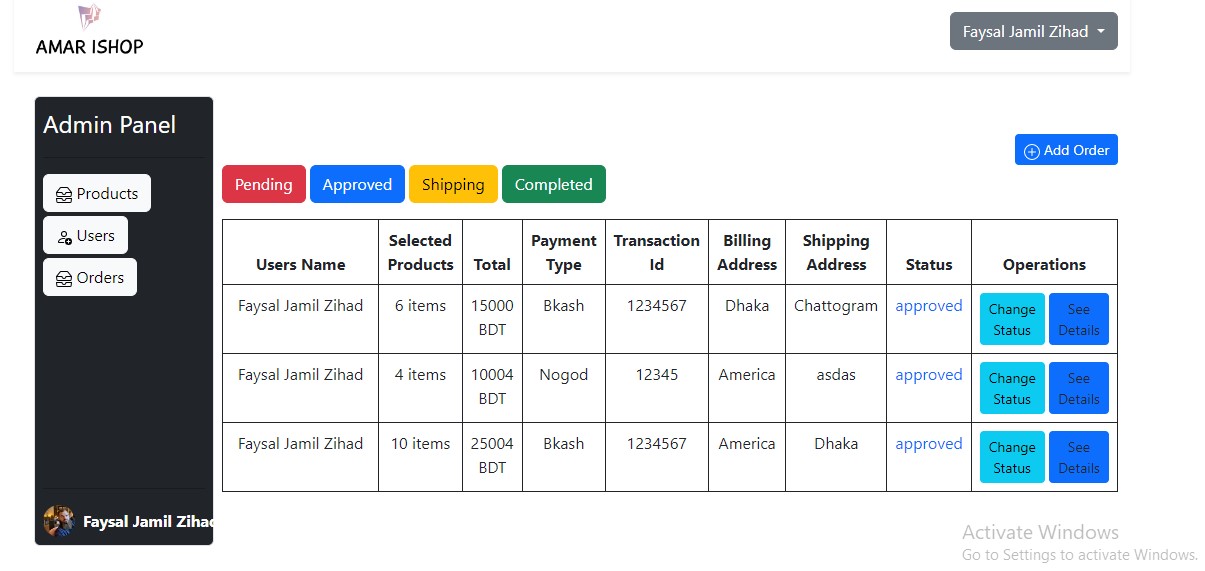 AMAR ISHOP
Faysal Jamil Zihad
Admin Panel
Products
Users
Orders
Faysal Jamil Zihad
Add Order
Pending Approved Shipping Completed
Users Name Selected Products Total Payment Type Transaction Id Billing Address Shipping Address Status Operations
Faysal Jamil Zihad 6 items 15000 BDT Bkash 1234567 Dhaka Chattogram approved Change Status See Details
Faysal Jamil Zihad 4 items 10004 BDT Nogod 12345 America asdas approved Change Status See Details
Faysal Jamil Zihad 10 items 25004 BDT Bkash 1234567 America Dhaka approved Change Status See Details
Activate Windows
Go to Settings to activate Windows.